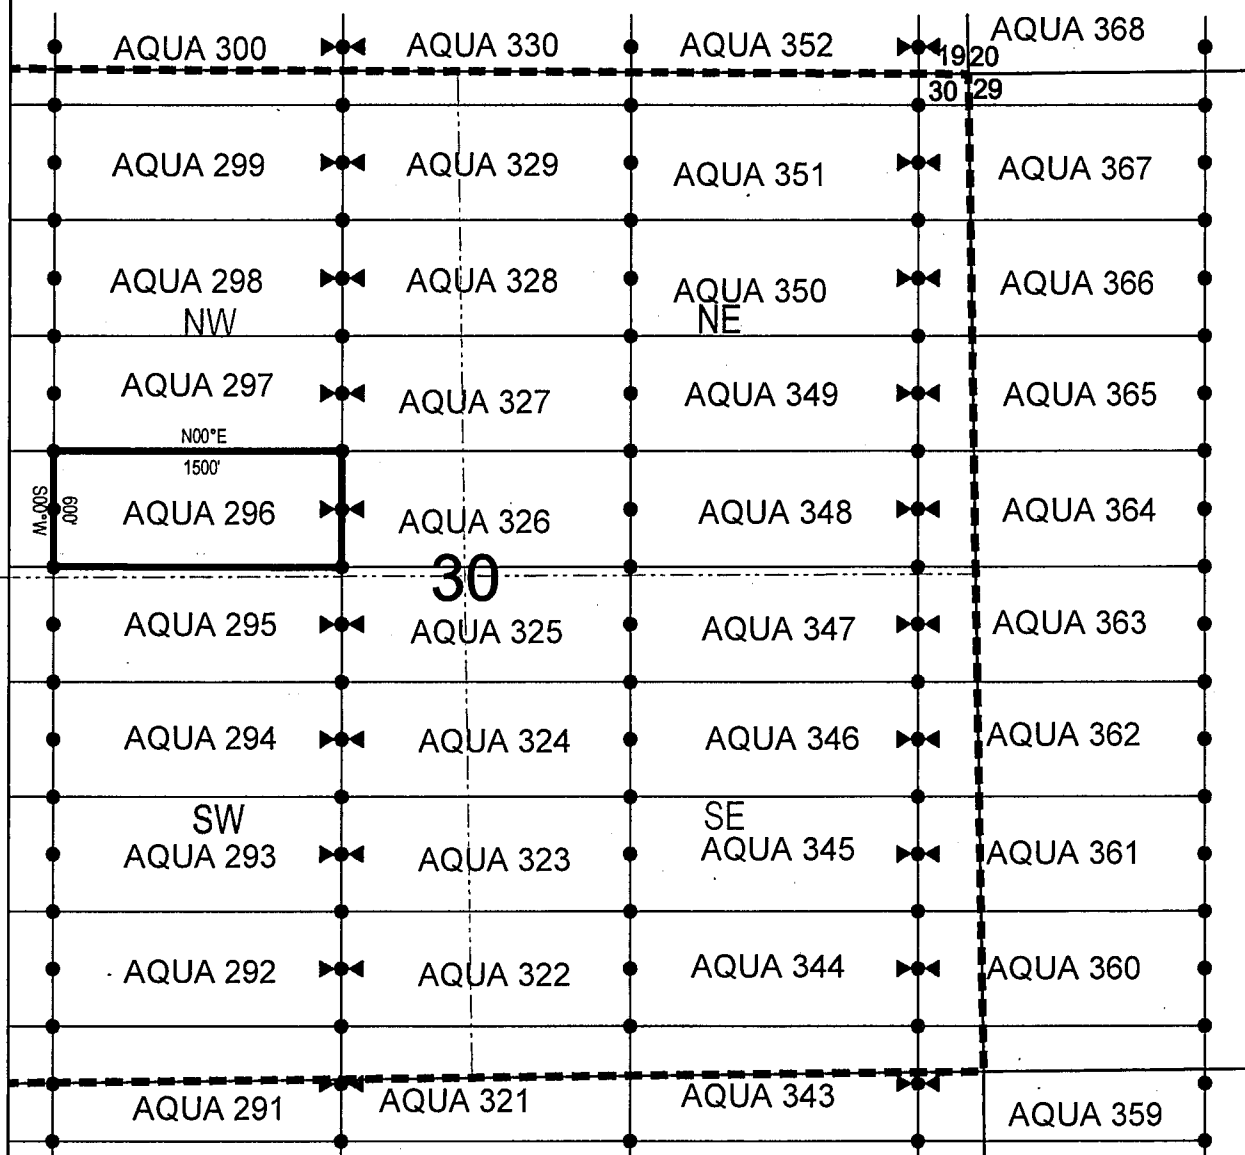 AQUA 300 AQUA 330 AQUA 352 AQUA 368
19 20
30 29
AQUA 299 AQUA 329 AQUA 351 AQUA 367
AQUA 298 AQUA 328 AQUA 350 AQUA 366
NW NE
AQUA 297 AQUA 327 AQUA 349 AQUA 365
N00°E
1500'
S00°W 600' AQUA 296 AQUA 326 AQUA 348 AQUA 364
30
AQUA 295 AQUA 325 AQUA 347 AQUA 363
AQUA 294 AQUA 324 AQUA 346 AQUA 362
SW SE
AQUA 293 AQUA 323 AQUA 345 AQUA 361
AQUA 292 AQUA 322 AQUA 344 AQUA 360
AQUA 291 AQUA 321 AQUA 343 AQUA 359